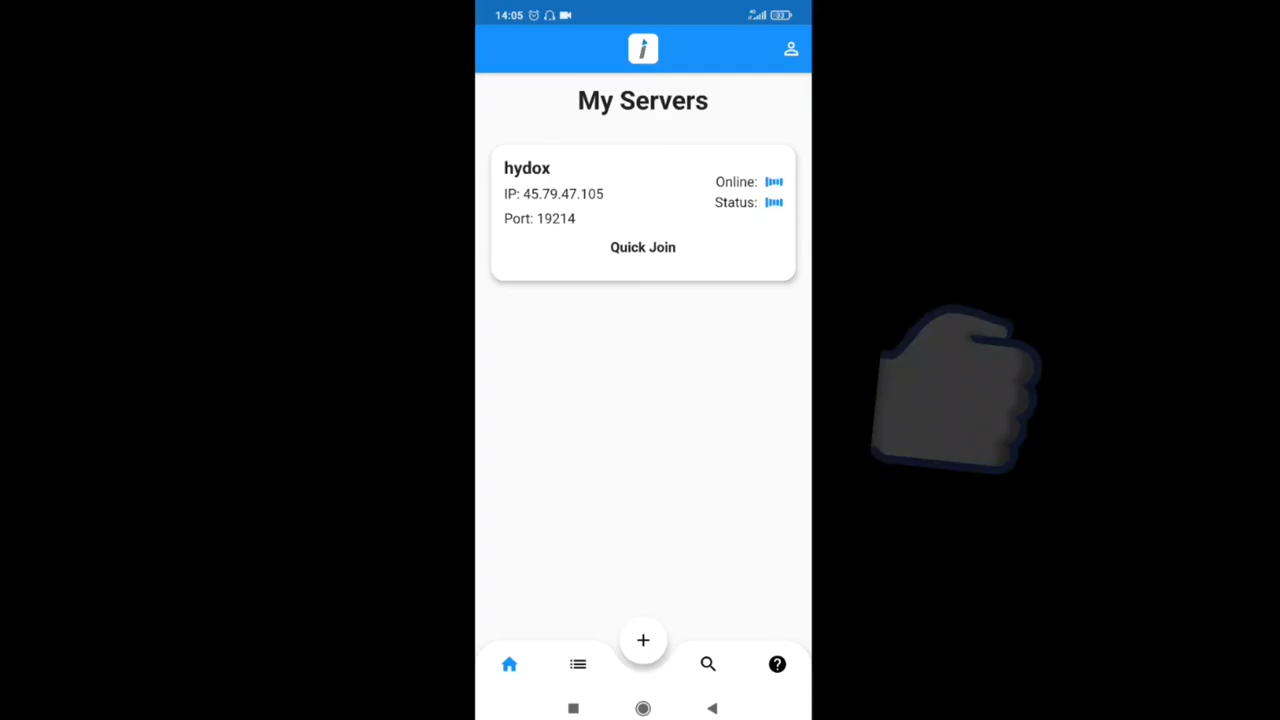 14:05
My Servers
hydox
IP: 45.79.47.105
Port: 19214
Online:
Status:
Quick Join